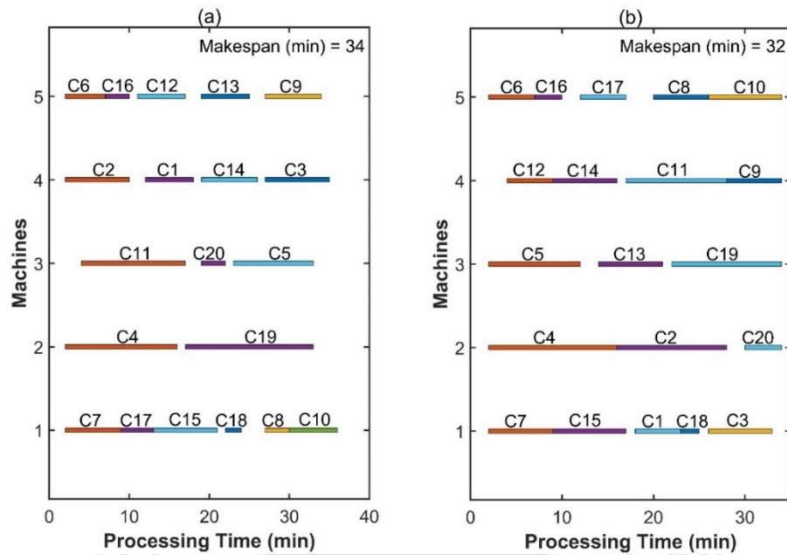 (a)
Makespan (min) = 34
C6 C16 C12 C13 C9
5
C2 C1 C14 C3
4
C11 C20 C5
3
C4 C19
2
C7 C17 C15 C18 C8 C10
1
0 10 20 30 40
Processing Time (min)
Machines
(b)
Makespan (min) = 32
C6 C16 C17 C8 C10
5
C12 C14 C11 C9
4
C5 C13 C19
3
C4 C2 C20
2
C7 C15 C1 C18 C3
1
0 10 20 30
Processing Time (min)
Machines